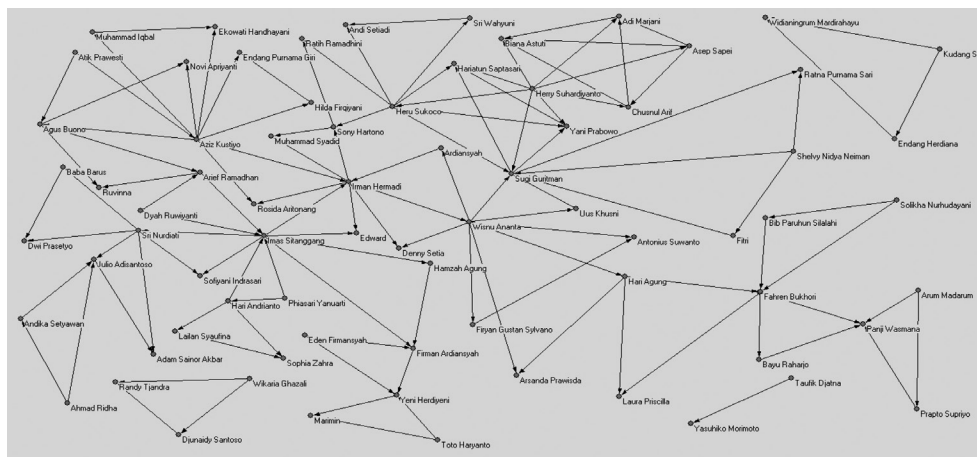 Adi Marjani
Widianingrum Mardirahayu
Sri Wahyuni
Andi Setiadi
Ekowati Handhayani
Muhammad Iqbal
Ratih Ramadhini
Biana Astuti
Asep Sapei
Kudang S
Atik Prawesti
Endang Purnama Giri
Novi Apriyanti
Hariatun Saptasari
Ratna Purnama Sari
Herry Suhardiyanto
Hilda Firqiyani
Heru Sukoco
Chusnul Arif
Agus Buono
Sony Hartono
Yani Prabowo
Aziz Kustiyo
Muhammad Syadid
Endang Herdiana
Ardiansyah
Shelvy Nidya Neiman
Baba Barus
Arief Ramadhan
Sugi Guritman
Irman Hermadi
Ruvinna
Rosida Aritonang
Uus Khusni
Solikha Nurhudayani
Dyah Ruwiyanti
Bib Paruhun Silalahi
Sri Nurdiati
Imas Sitanggang
Edward
Wisnu Ananta
Fitri
Dwi Prasetyo
Denny Setia
Antonius Suwanto
Julio Adisantoso
Hamzah Agung
Sofiyani Indrasari
Hari Agung
Fahren Bukhori
Arum Madarum
Hari Andrianto
Phiasari Yanuarti
Andika Setyawan
Firyan Gustan Sylvano
Panji Wasmana
Lailan Syaufina
Eden Firmansyah
Firman Ardiansyah
Adam Sainor Akbar
Sophia Zahra
Bayu Raharjo
Arsanda Prawisda
Taufik Djatna
Randy Tjandra
Wikaria Ghazali
Yeni Herdiyeni
Laura Priscilla
Ahmad Ridha
Prapto Supriyo
Marimin
Yasuhiko Morimoto
Djunaidy Santoso
Toto Haryanto